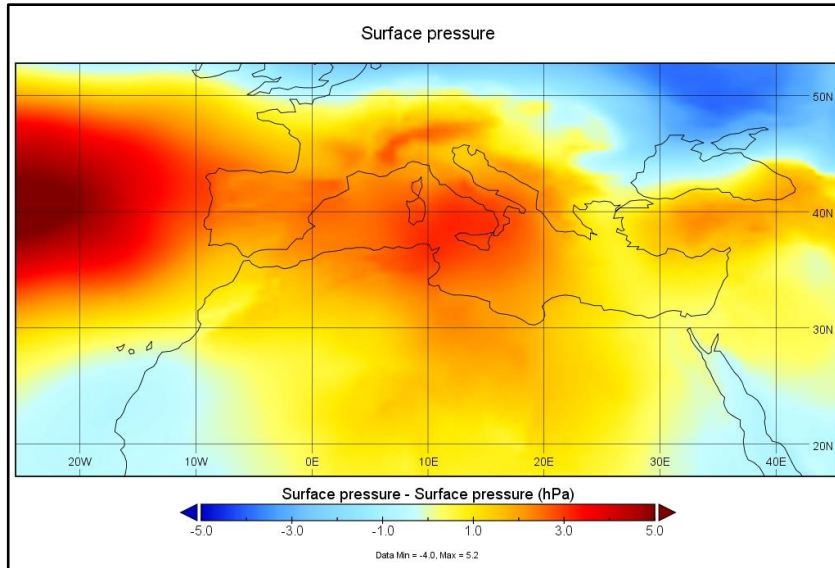 Surface pressure
50N
40N
30N
20N
20W 10W 0E 10E 20E 30E 40E
Surface pressure - Surface pressure (hPa)
-5.0 -3.0 -1.0 1.0 3.0 5.0
Data Min = -4.0, Max = 5.2